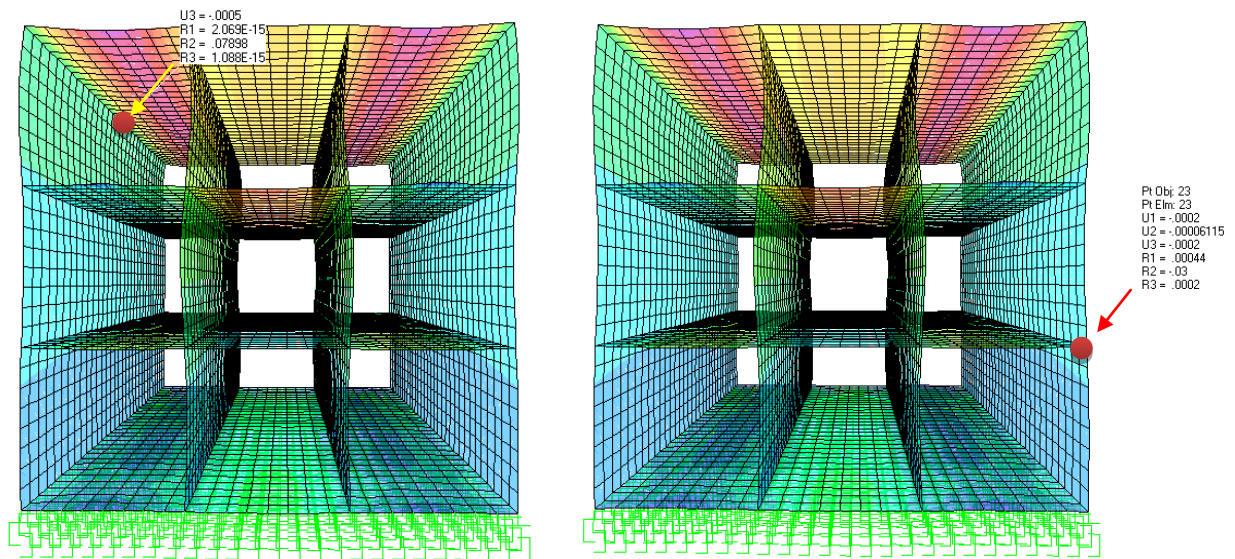 U3 = -.0005
R1 = 2.069E-15
R2 = .07898
R3 = 1.088E-15
Pt Obj: 23
Pt Elm: 23
U1 = -.0002
U2 = -.00006115
U3 = -.0002
R1 = .00044
R2 = -.03
R3 = .0002